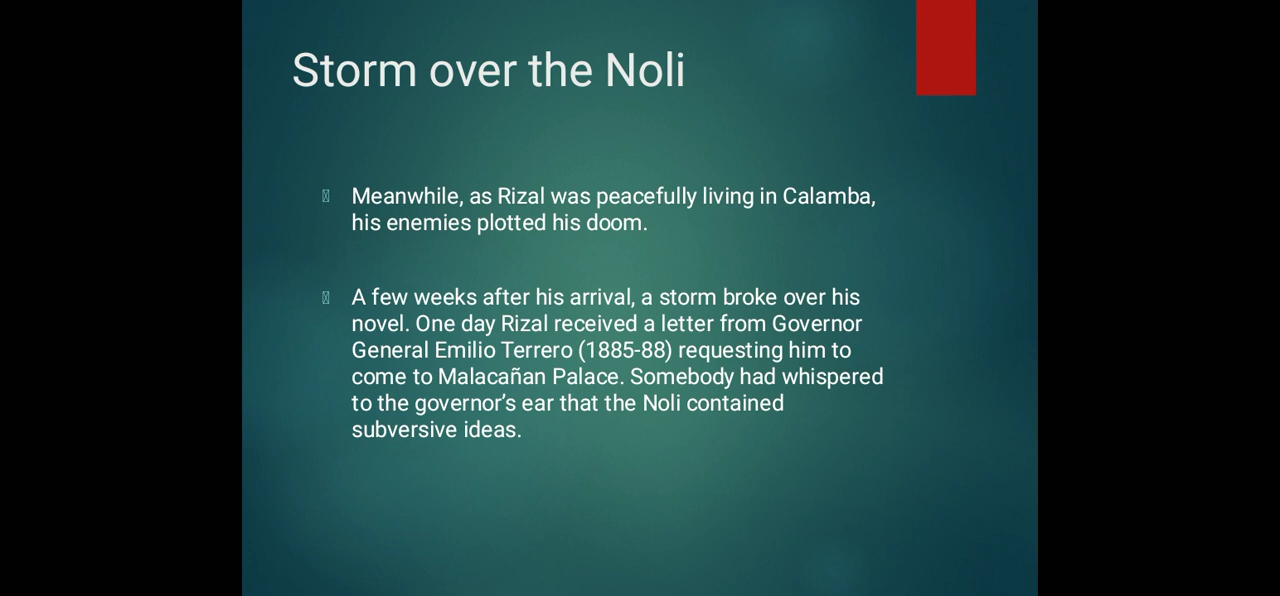 Storm over the Noli
Meanwhile, as Rizal was peacefully living in Calamba,
his enemies plotted his doom.
A few weeks after his arrival, a storm broke over his
novel. One day Rizal received a letter from Governor
General Emilio Terrero (1885-88) requesting him to
come to Malacañan Palace. Somebody had whispered
to the governor’s ear that the Noli contained
subversive ideas.